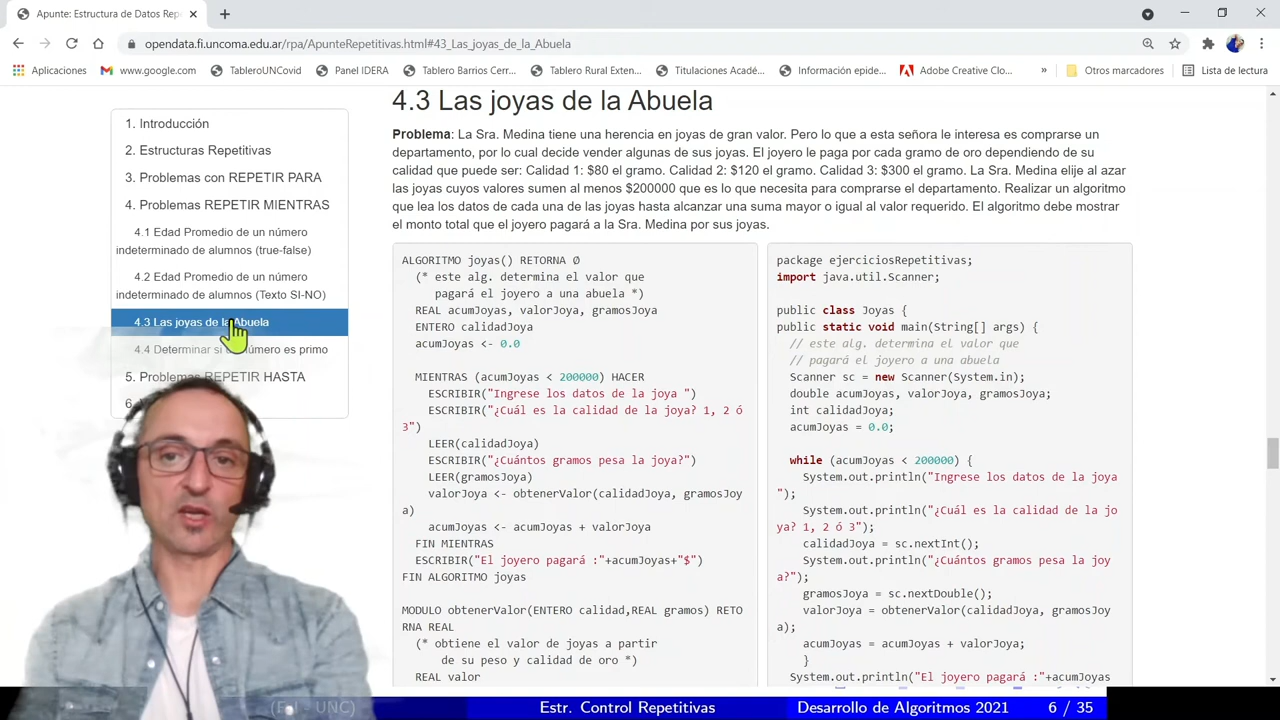 Apunte: Estructura de Datos Rep
opendata.fi.uncoma.edu.ar/rpa/ApunteRepetitivas.html#43_Las_joyas_de_la_Abuela
Aplicaciones
www.google.com
TableroUNCovid
Panel IDERA
Tablero Barrios Cerr...
Tablero Rural Exten...
Titulaciones Acadé...
Información epide...
Adobe Creative Clo...
»
Otros marcadores
Lista de lectura
1. Introducción
2. Estructuras Repetitivas
3. Problemas con REPETIR PARA
4. Problemas REPETIR MIENTRAS
4.1 Edad Promedio de un número
indeterminado de alumnos (true-false)
4.2 Edad Promedio de un número
indeterminado de alumnos (Texto SI-NO)
4.3 Las joyas de la Abuela
4.4 Determinar si número es primo
5. Problemas REPETIR HASTA
6.
4.3 Las joyas de la Abuela
Problema: La Sra. Medina tiene una herencia en joyas de gran valor. Pero lo que a esta señora le interesa es comprarse un
departamento, por lo cual decide vender algunas de sus joyas. El joyero le paga por cada gramo de oro dependiendo de su
calidad que puede ser: Calidad 1: $80 el gramo. Calidad 2: $120 el gramo. Calidad 3: $300 el gramo. La Sra. Medina elije al azar
las joyas cuyos valores sumen al menos $200000 que es lo que necesita para comprarse el departamento. Realizar un algoritmo
que lea los datos de cada una de las joyas hasta alcanzar una suma mayor o igual al valor requerido. El algoritmo debe mostrar
el monto total que el joyero pagará a la Sra. Medina por sus joyas.
ALGORITMO joyas() RETORNA Ø
(* este alg. determina el valor que
pagará el joyero a una abuela *)
REAL acumJoyas, valorJoya, gramosJoya
ENTERO calidadJoya
acumJoyas <- 0.0
MIENTRAS (acumJoyas < 200000) HACER
ESCRIBIR("Ingrese los datos de la joya ")
ESCRIBIR("¿Cuál es la calidad de la joya? 1, 2 ó
3")
LEER(calidadJoya)
ESCRIBIR("¿Cuántos gramos pesa la joya?")
LEER(gramosJoya)
valorJoya <- obtenerValor(calidadJoya, gramosJoy
a)
acumJoyas <- acumJoyas + valorJoya
FIN MIENTRAS
ESCRIBIR("El joyero pagará :"+acumJoyas+"$")
FIN ALGORITMO joyas
MODULO obtenerValor(ENTERO calidad,REAL gramos) RETO
RNA REAL
(* obtiene el valor de joyas a partir
de su peso y calidad de oro *)
REAL valor
package ejerciciosRepetitivas;
import java.util.Scanner;
public class Joyas {
public static void main(String[] args) {
// este alg. determina el valor que
// pagará el joyero a una abuela
Scanner sc = new Scanner(System.in);
double acumJoyas, valorJoya, gramosJoya;
int calidadJoya;
acumJoyas = 0.0;
while (acumJoyas < 200000) {
System.out.println("Ingrese los datos de la joya
");
System.out.println("¿Cuál es la calidad de la jo
ya? 1, 2 ó 3");
calidadJoya = sc.nextInt();
System.out.println("¿Cuántos gramos pesa la joy
a?");
gramosJoya = sc.nextDouble();
valorJoya = obtenerValor(calidadJoya, gramosJoy
a);
acumJoyas = acumJoyas + valorJoya;
}
System.out.println("El joyero pagará :"+acumJoyas
(FaI - UNC)
Estr. Control Repetitivas
Desarrollo de Algoritmos 2021
6 / 35